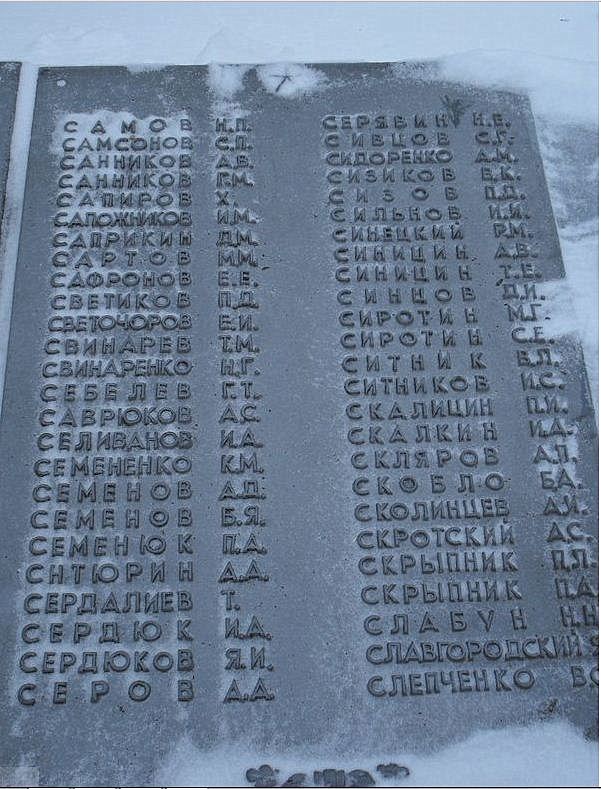 САМОВ Н.П.
САМСОНОВ С.П.
САННИКОВ А.В.
САННИКОВ Г.М.
САПИРОВ Х.
САПОЖНИКОВ И.М.
САПРИКИН Д.М.
САРТОВ М.М.
САФРОНОВ Е.Е.
СВЕТИКОВ П.Д.
СВЕТОЧОРОВ Е.И.
СВИНАРЕВ Т.М.
СВИНАРЕНКО Н.Г.
СЕБЕЛЕВ Г.Т.
САВРЮКОВ А.С.
СЕЛИВАНОВ И.А.
СЕМЕНЕНКО К.М.
СЕМЕНОВ А.Д.
СЕМЕНОВ Б.Я.
СЕМЕНЮК П.А.
СНТЮРИН А.А.
СЕРДАЛИЕВ Т.
СЕРДЮК И.А.
СЕРДЮКОВ Я.И.
СЕРОВ А.А.
СЕРЯВИН Н.Е.
СИВЦОВ С.Г.
СИДОРЕНКО А.М.
СИЗИКОВ В.К.
СИЗОВ П.Д.
СИЛЬНОВ И.Я.
СИНЕЦКИЙ Р.М.
СИНИЦИН А.В.
СИНИЦИН Т.Е.
СИНЦОВ Д.И.
СИРОТИН М.Г.
СИРОТИН С.Е.
СИТНИК В.Л.
СИТНИКОВ И.С.
СКАЛИЦИН П.И.
СКАЛКИН И.Д.
СКЛЯРОВ А.П.
СКОБЛО Б.А.
СКОЛИНЦЕВ А.И.
СКРОТСКИЙ А.С.
СКРЫПНИК П.П.
СКРЫПНИК П.Д.
СЛАБУН Н.Н
СЛАВГОРОДСКИЙ Я
СЛЕПЧЕНКО В